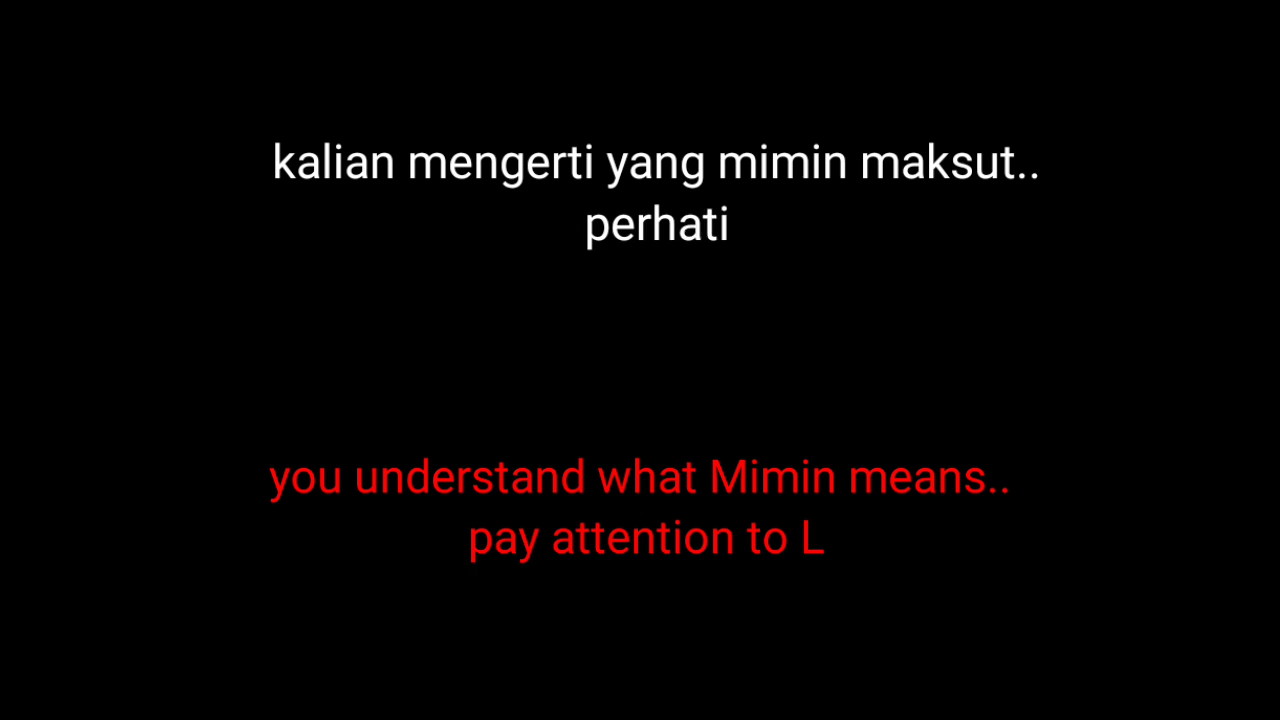 kalian mengerti yang mimin maksut..
perhati
you understand what Mimin means..
pay attention to L